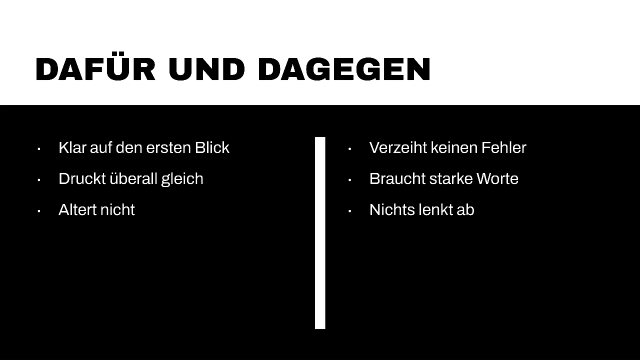 DAFÜR UND DAGEGEN
· Klar auf den ersten Blick
· Druckt überall gleich
· Altert nicht
· Verzeiht keinen Fehler
· Braucht starke Worte
· Nichts lenkt ab